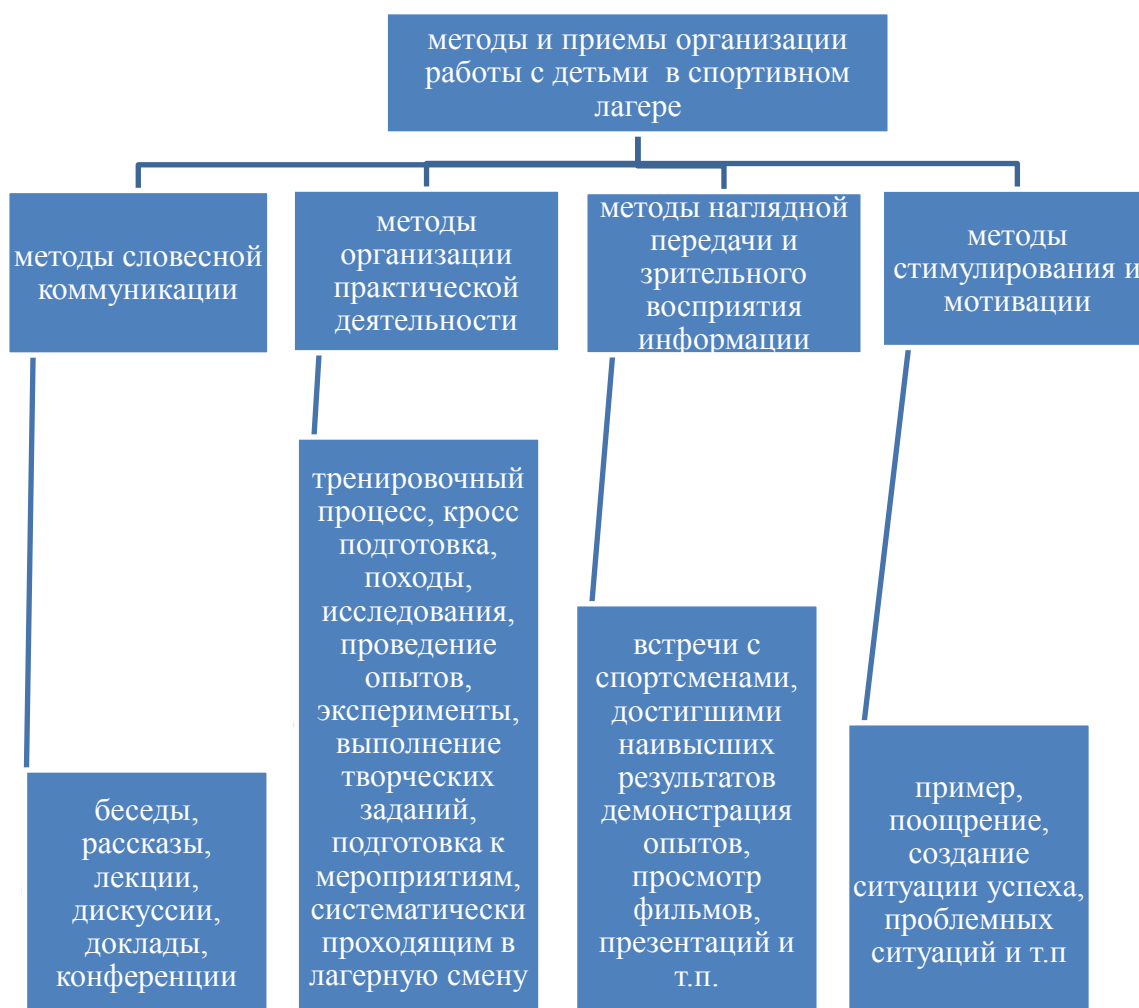 методы и приемы организации
работы с детьми в спортивном
лагере
методы словесной
коммуникации
методы
организации
практической
деятельности
методы наглядной
передачи и
зрительного
восприятия
информации
методы
стимулирования и
мотивации
беседы,
рассказы,
лекции,
дискуссии,
доклады,
конференции
тренировочный
процесс, кросс
подготовка,
походы,
исследования,
проведение
опытов,
эксперименты,
выполнение
творческих
заданий,
подготовка к
мероприятиям,
систематически
проходящим в
лагерную смену
встречи с
спортсменами,
достигшими
наивысших
результатов
демонстрация
опытов,
просмотр
фильмов,
презентаций и
т.п.
пример,
поощрение,
создание
ситуации успеха,
проблемных
ситуаций и т.п